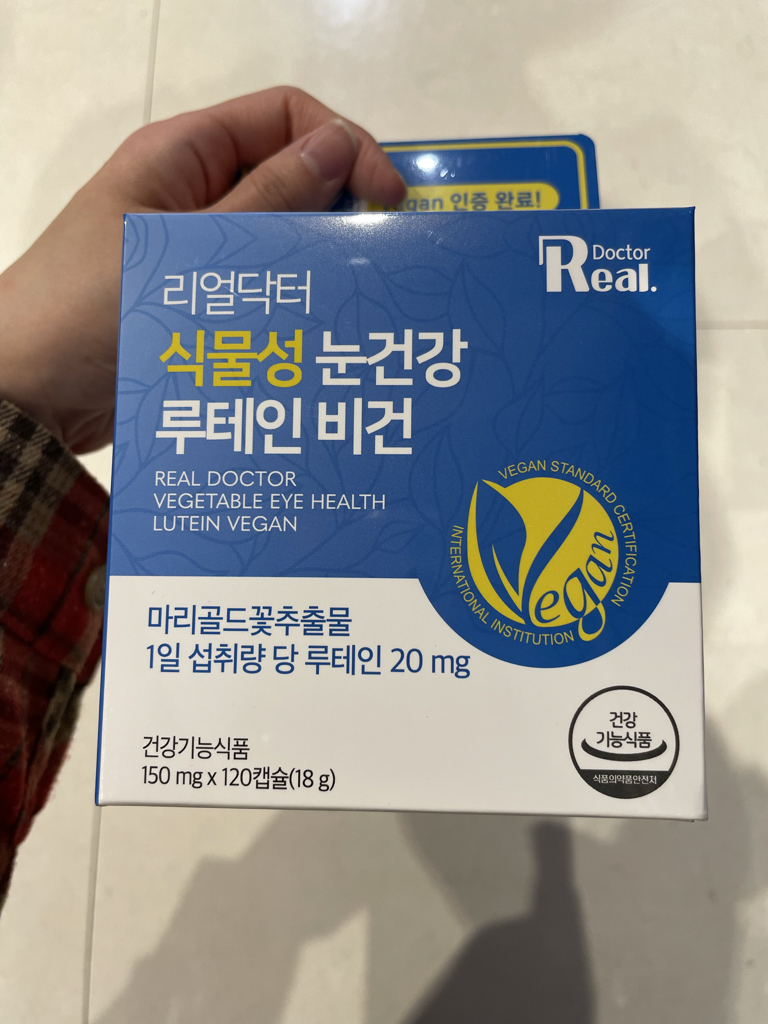 gan 인증 완료!
Doctor
Real.
리얼닥터
식물성 눈건강
루테인 비건
REAL DOCTOR
VEGETABLE EYE HEALTH
LUTEIN VEGAN
VEGAN STANDARD CERTIFICATION
INTERNATIONAL INSTITUTION
Vegan
마리골드꽃추출물
1일 섭취량 당 루테인 20 mg
건강기능식품
150 mg x 120캡슐(18 g)
건강
기능식품
식품의약품안전처